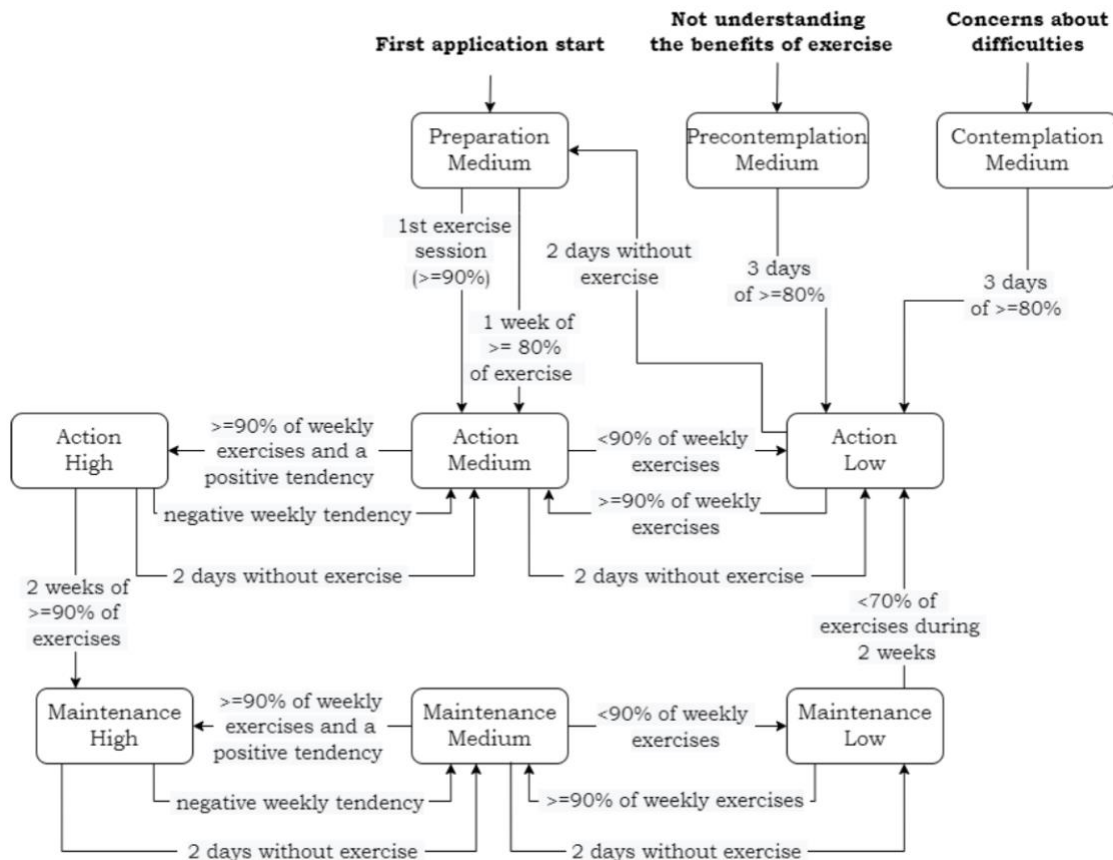 First application start
Not understanding
the benefits of exercise
Concerns about
difficulties
Preparation
Medium
Precontemplation
Medium
Contemplation
Medium
1st exercise
session
(>=90%)
2 days without
exercise
3 days
of >=80%
3 days
of >=80%
1 week of
>= 80%
of exercise
Action
High
>=90% of weekly
exercises and a
positive tendency
Action
Medium
<90% of weekly
exercises
Action
Low
negative weekly tendency
>=90% of weekly
exercises
2 days without exercise
2 days without exercise
2 weeks of
>=90% of
exercises
<70% of
exercises during
2 weeks
Maintenance
High
>=90% of weekly
exercises and a
positive tendency
Maintenance
Medium
<90% of weekly
exercises
Maintenance
Low
negative weekly tendency
>=90% of weekly exercises
2 days without exercise
2 days without exercise